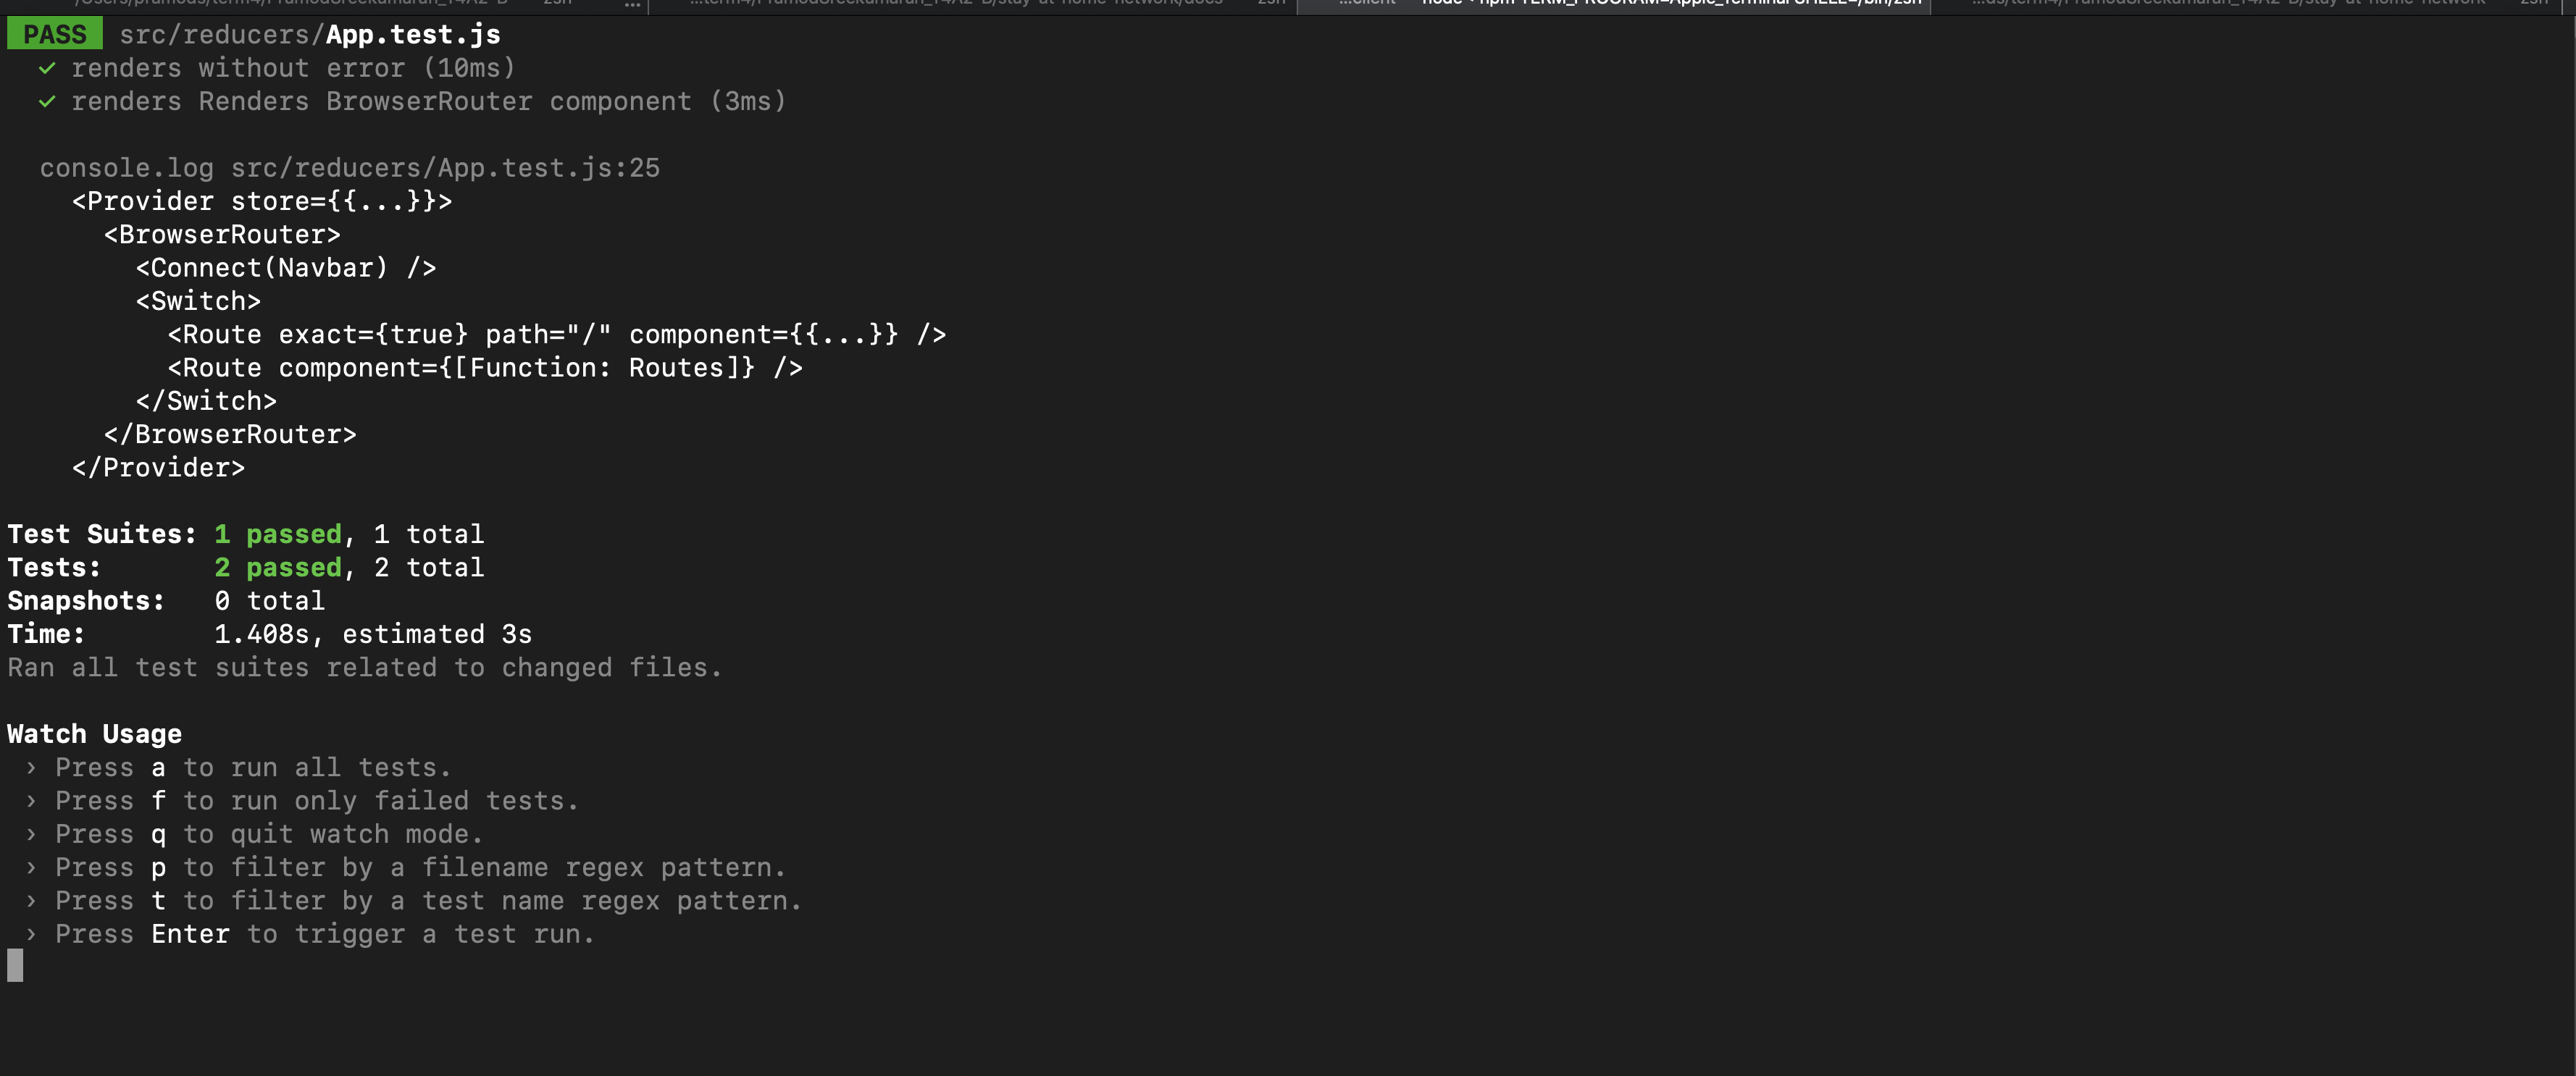 PASS src/reducers/App.test.js
✓ renders without error (10ms)
✓ renders Renders BrowserRouter component (3ms)
console.log src/reducers/App.test.js:25
<Provider store={{...}}>
<BrowserRouter>
<Connect(Navbar) />
<Switch>
<Route exact={true} path="/" component={{...}} />
<Route component={[Function: Routes]} />
</Switch>
</BrowserRouter>
</Provider>
Test Suites: 1 passed, 1 total
Tests: 2 passed, 2 total
Snapshots: 0 total
Time: 1.408s, estimated 3s
Ran all test suites related to changed files.
Watch Usage
› Press a to run all tests.
› Press f to run only failed tests.
› Press q to quit watch mode.
› Press p to filter by a filename regex pattern.
› Press t to filter by a test name regex pattern.
› Press Enter to trigger a test run.